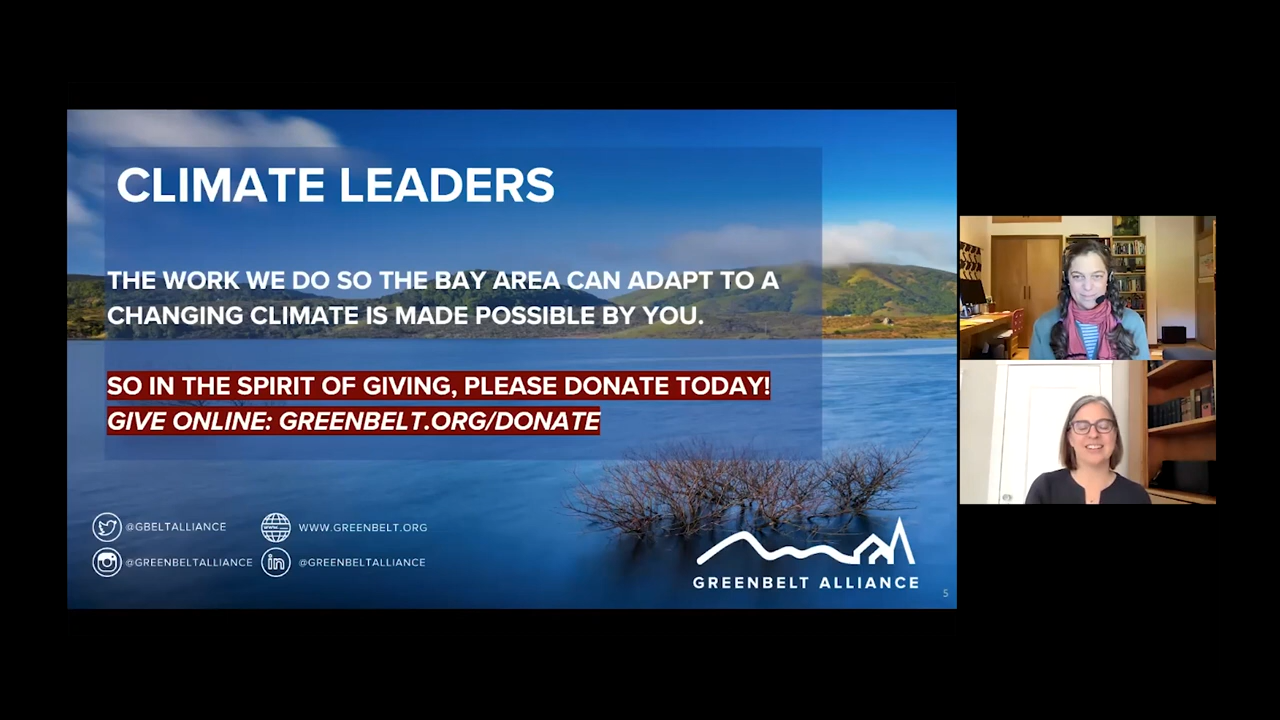 CLIMATE LEADERS
THE WORK WE DO SO THE BAY AREA CAN ADAPT TO A
CHANGING CLIMATE IS MADE POSSIBLE BY YOU.
SO IN THE SPIRIT OF GIVING, PLEASE DONATE TODAY!
GIVE ONLINE: GREENBELT.ORG/DONATE
@GBELTALLIANCE
WWW.GREENBELT.ORG
@GREENBELTALLIANCE
@GREENBELTALLIANCE
GREENBELT ALLIANCE
5